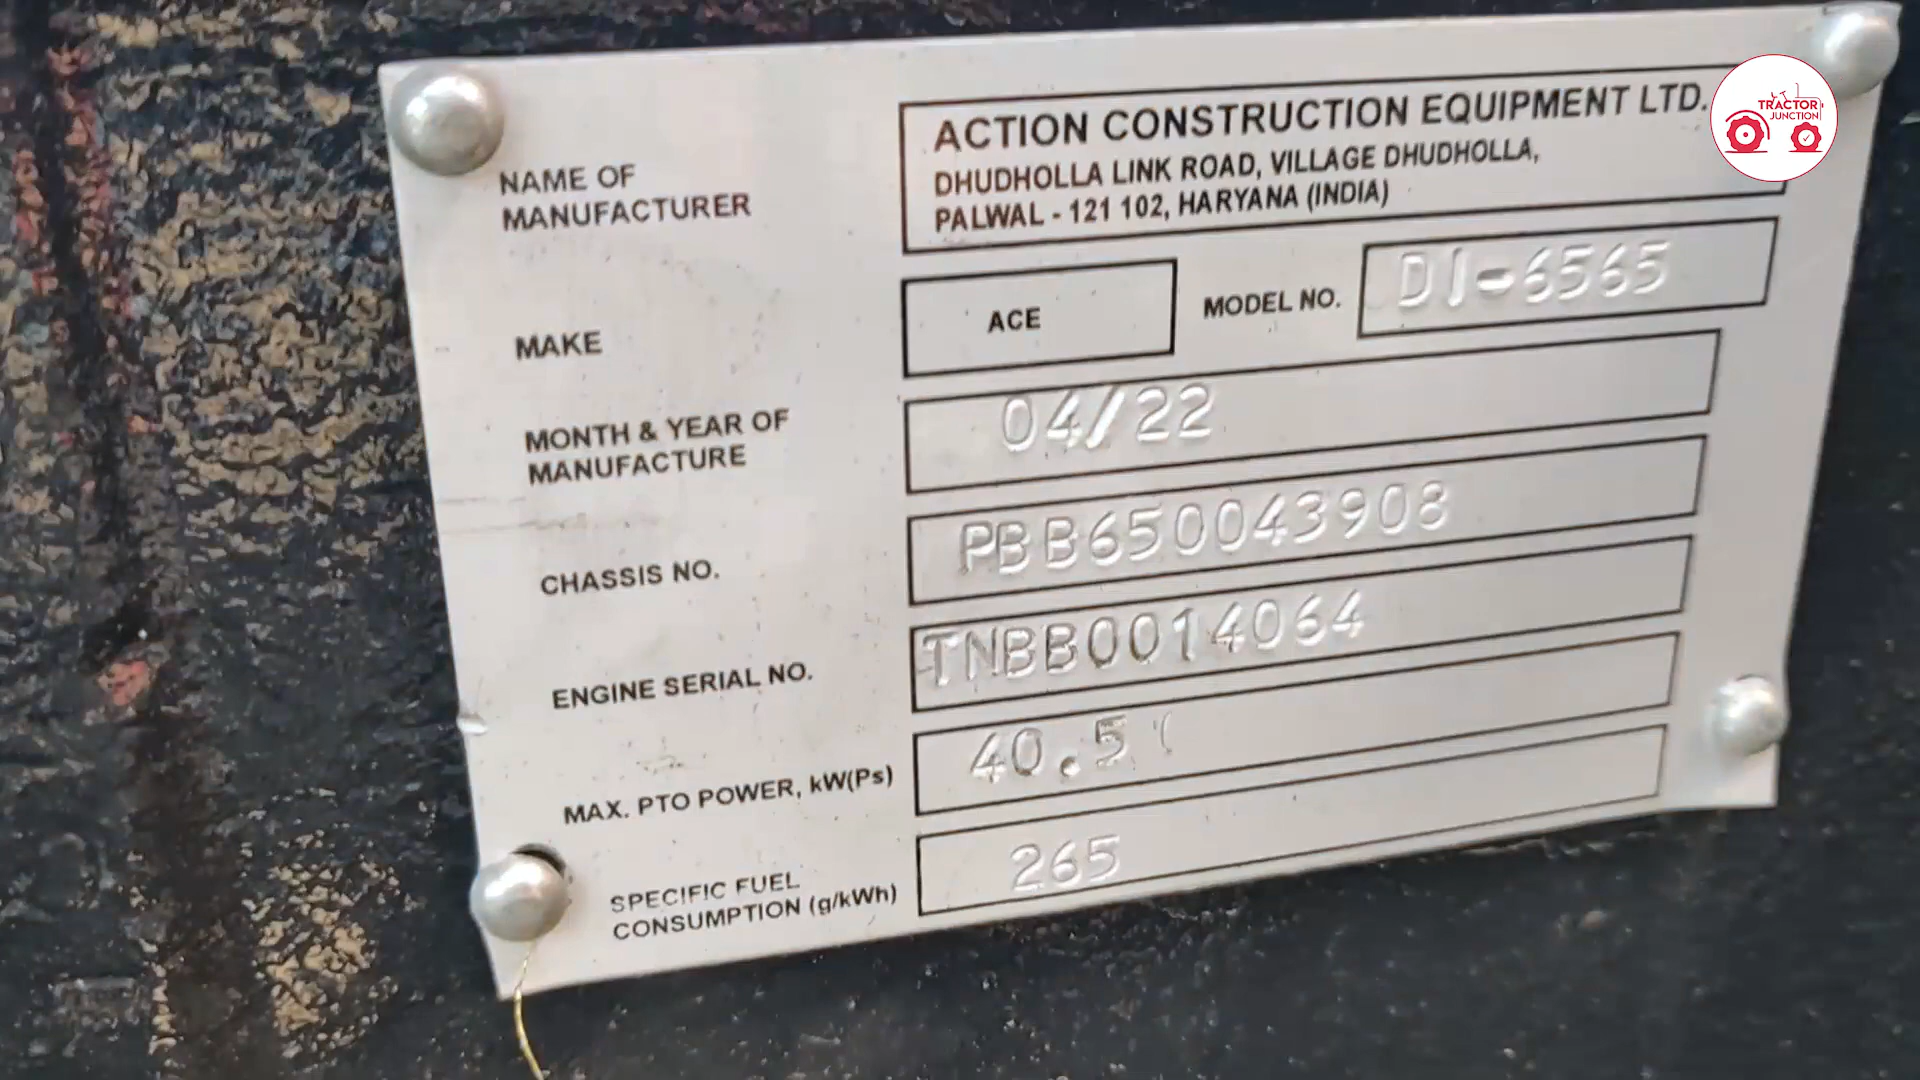 ACTION CONSTRUCTION EQUIPMENT LTD.
DHUDHOLLA LINK ROAD, VILLAGE DHUDHOLLA,
PALWAL - 121 102, HARYANA (INDIA)
NAME OF
MANUFACTURER
MAKE
ACE
MODEL NO.
DI-6565
MONTH & YEAR OF
MANUFACTURE
04/22
CHASSIS NO.
PBB650043908
ENGINE SERIAL NO.
TNBB0014064
MAX. PTO POWER, kW(Ps)
40.5
SPECIFIC FUEL
CONSUMPTION (g/kWh)
265
TRACTOR
JUNCTION